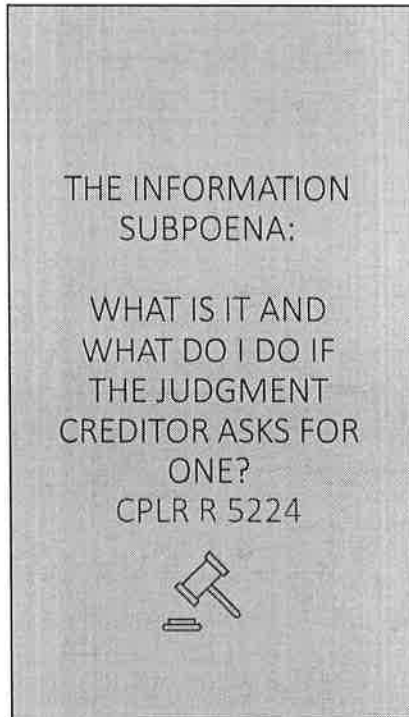 THE INFORMATION
SUBPOENA:
WHAT IS IT AND
WHAT DO I DO IF
THE JUDGMENT
CREDITOR ASKS FOR
ONE?
CPLR R 5224